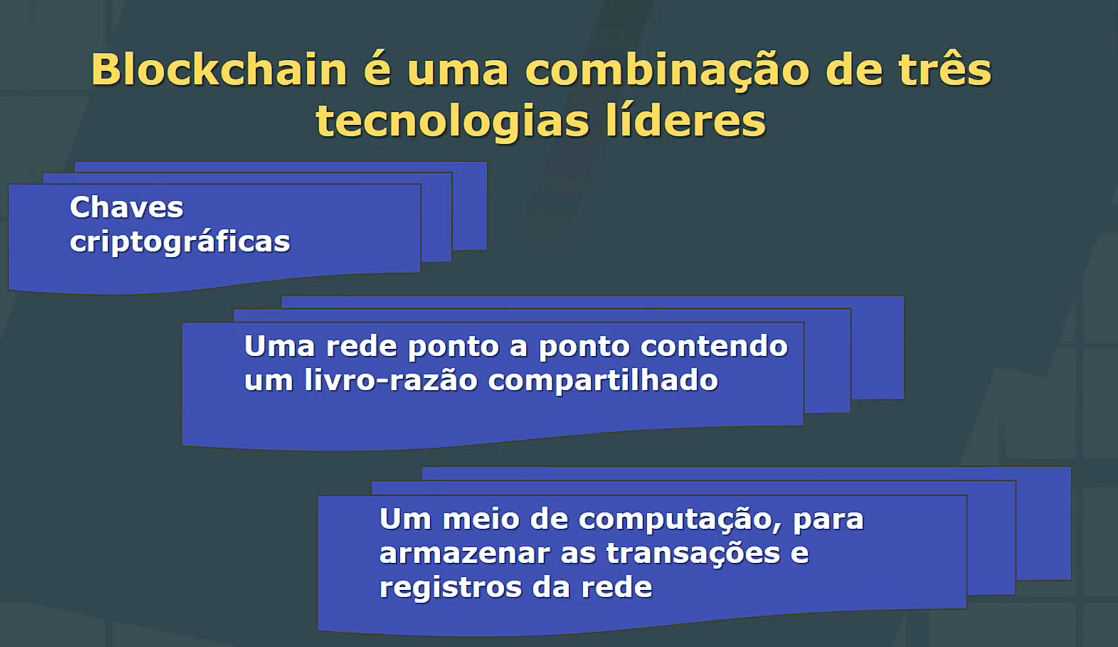 Blockchain é uma combinação de três
tecnologias líderes
Chaves
criptográficas
Uma rede ponto a ponto contendo
um livro-razão compartilhado
Um meio de computação, para
armazenar as transações e
registros da rede